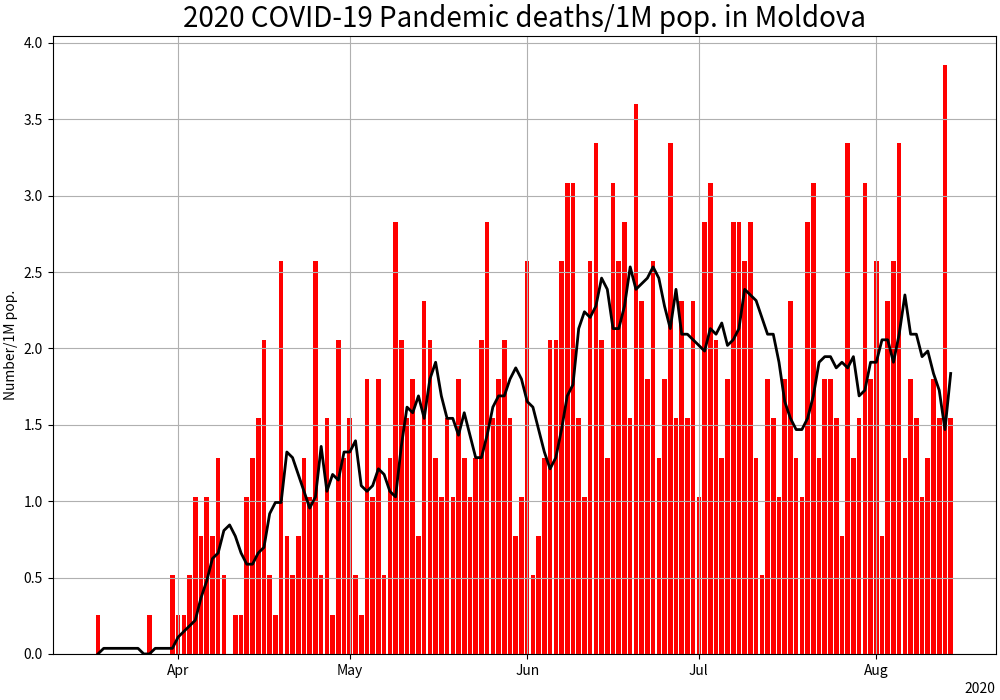 2020 COVID-19 Pandemic deaths/1M pop. in Moldova
Number/1M pop.
4.0
3.5
3.0
2.5
2.0
1.5
1.0
0.5
0.0
Apr
May
Jun
Jul
Aug
2020